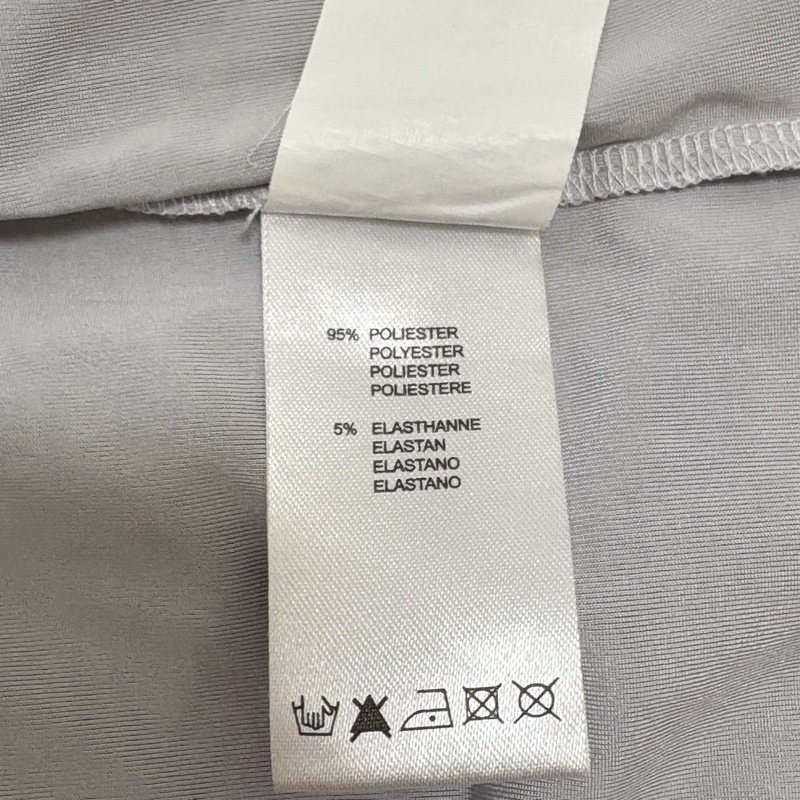 95% POLIESTER
POLYESTER
POLIESTER
POLIESTERE
5% ELASTHANNE
ELASTAN
ELASTANO
ELASTANO